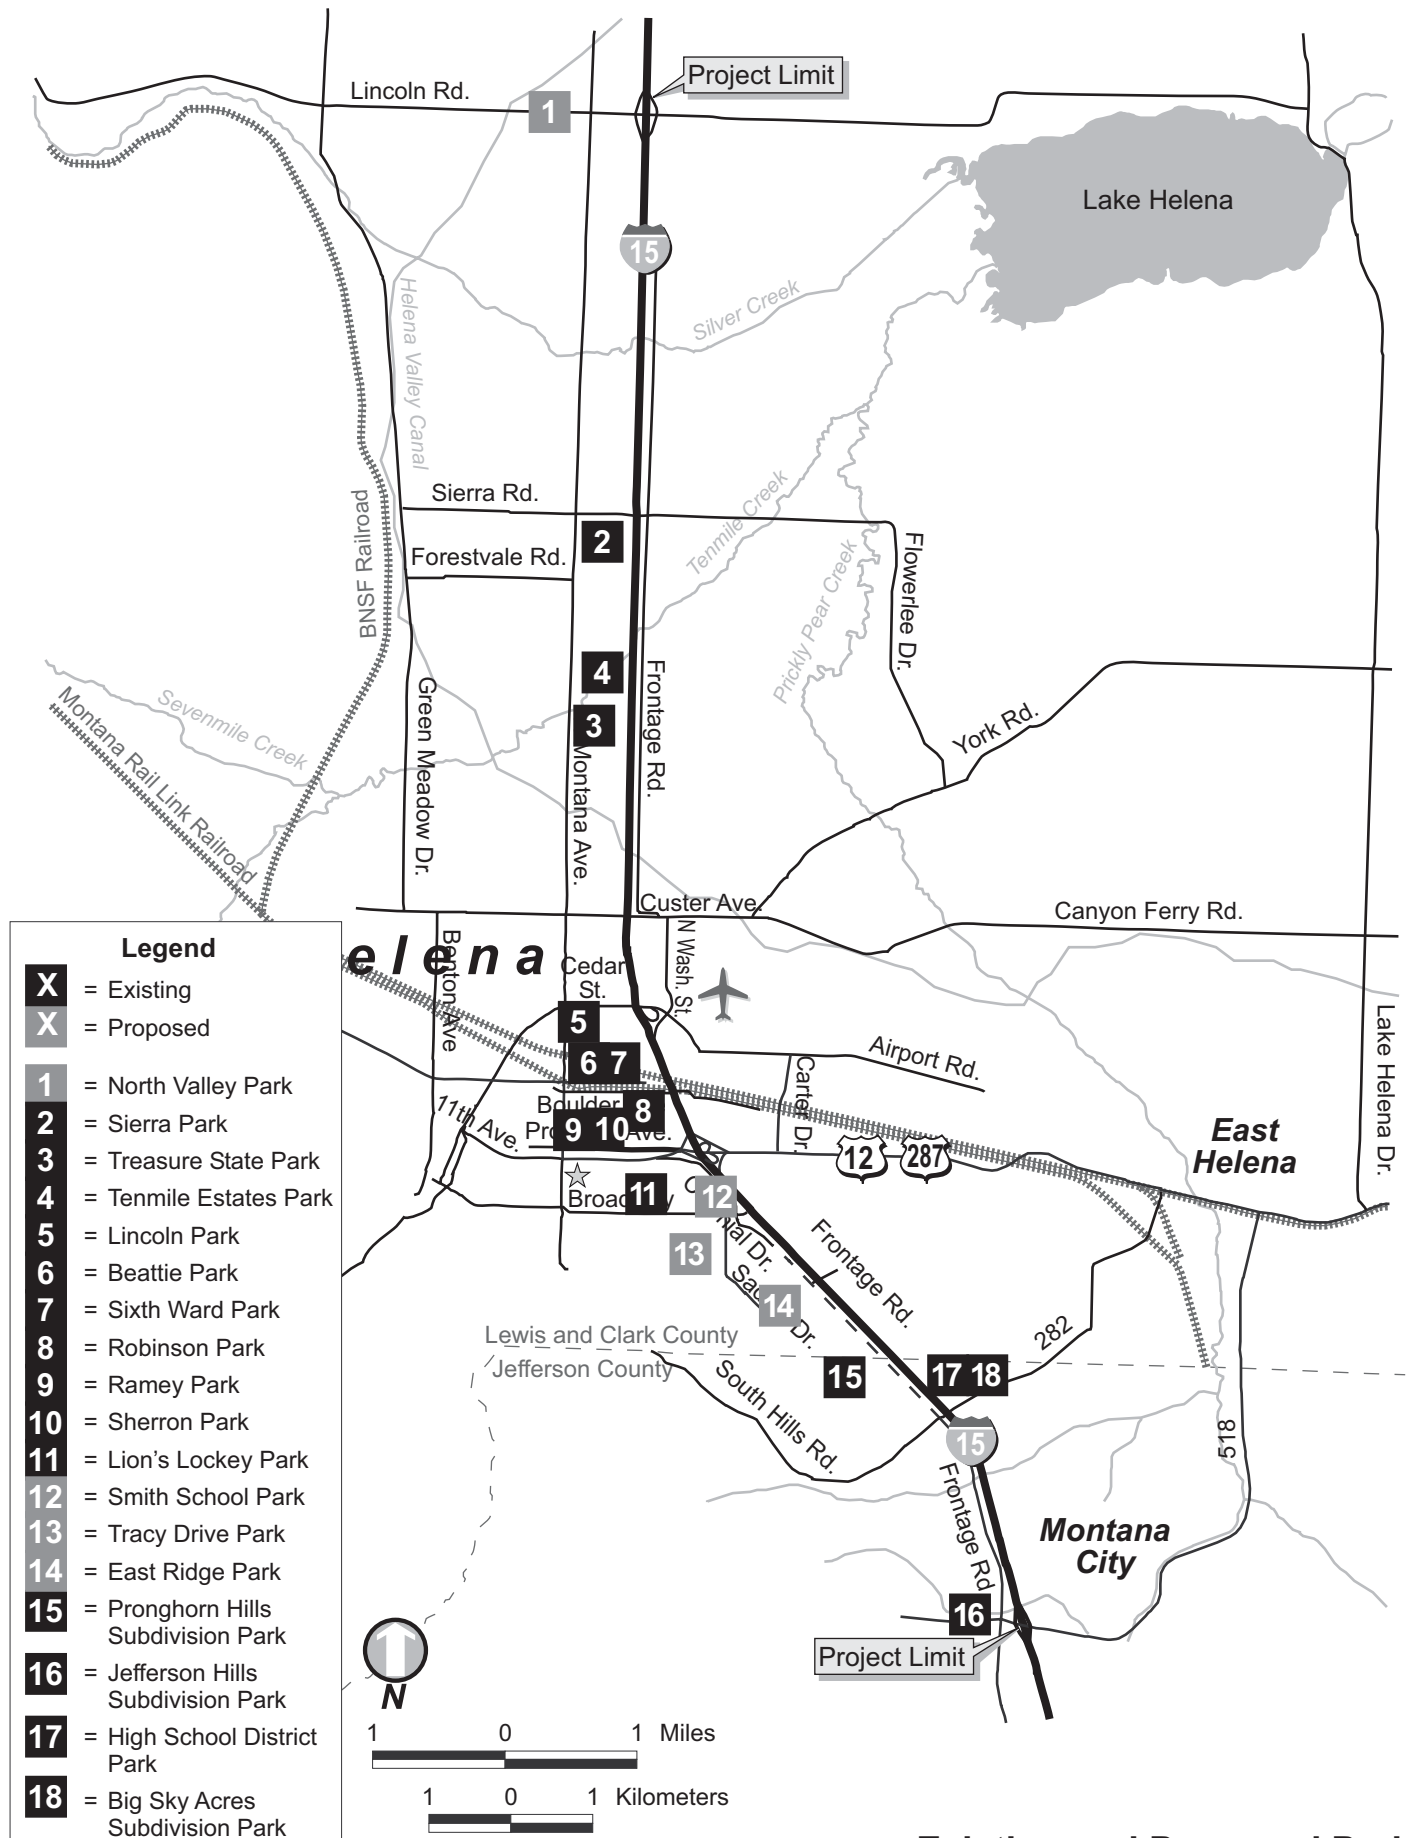 Project Limit
Lincoln Rd.
1
Lake Helena
15
Helena Valley Canal
Silver Creek
Sierra Rd.
2
Forestvale Rd.
BNSF Railroad
Tenmile Creek
Prickly Pear Creek
Flowerlee Dr.
4
3
Frontage Rd.
Green Meadow Dr.
Montana Ave.
Sevenmile Creek
Montana Rail Link Railroad
York Rd.
Custer Ave.
Canyon Ferry Rd.
elena
Benton Ave
Cedar
St.
N Wash. St.
5
6 7
Airport Rd.
Carter Dr.
Lake Helena Dr.
11th Ave.
Boulder
8
9 10 Ave.
12
287
East
Helena
11
12
13
nial Dr.
14
Dr.
Frontage Rd.
Lewis and Clark County
Jefferson County
282
15
17 18
South Hills Rd.
15
518
Frontage Rd
Montana
City
16
Project Limit
Legend
X = Existing
X = Proposed
1 = North Valley Park
2 = Sierra Park
3 = Treasure State Park
4 = Tenmile Estates Park
5 = Lincoln Park
6 = Beattie Park
7 = Sixth Ward Park
8 = Robinson Park
9 = Ramey Park
10 = Sherron Park
11 = Lion's Lockey Park
12 = Smith School Park
13 = Tracy Drive Park
14 = East Ridge Park
15 = Pronghorn Hills
Subdivision Park
16 = Jefferson Hills
Subdivision Park
17 = High School District
Park
18 = Big Sky Acres
Subdivision Park
N
1 0 1 Miles
1 0 1 Kilometers